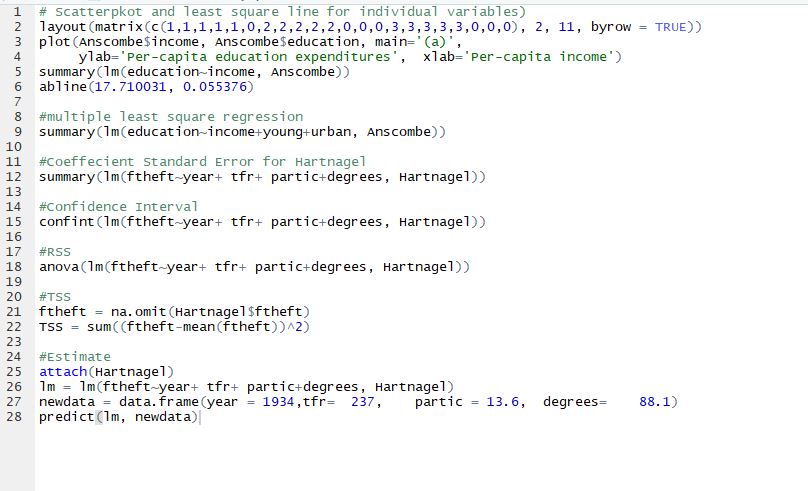 1 # Scatterpkot and least square line for individual variables)
2 layout(matrix(c(1,1,1,1,1,0,2,2,2,2,2,0,0,0,3,3,3,3,3,0,0,0), 2, 11, byrow = TRUE))
3 plot(Anscombe$income, Anscombe$education, main='(a)',
4 ylab='Per-capita education expenditures', xlab='Per-capita income')
5 summary(lm(education~income, Anscombe))
6 abline(17.710031, 0.055376)
7
8 #multiple least square regression
9 summary(lm(education~income+young+urban, Anscombe))
10
11 #Coeffecient Standard Error for Hartnagel
12 summary(lm(ftheft~year+ tfr+ partic+degrees, Hartnagel))
13
14 #Confidence Interval
15 confint(lm(ftheft~year+ tfr+ partic+degrees, Hartnagel))
16
17 #RSS
18 anova(lm(ftheft~year+ tfr+ partic+degrees, Hartnagel))
19
20 #TSS
21 ftheft = na.omit(Hartnagel$ftheft)
22 TSS = sum((ftheft-mean(ftheft))^2)
23
24 #Estimate
25 attach(Hartnagel)
26 lm = lm(ftheft~year+ tfr+ partic+degrees, Hartnagel)
27 newdata = data.frame(year = 1934,tfr= 237, partic = 13.6, degrees= 88.1)
28 predict(lm, newdata)